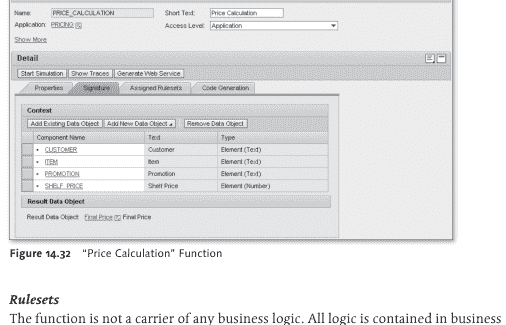 Name: PRICE_CALCULATION Short Text: Price Calculation
Application: PRICING Access Level: Application
Show More
Detail
Start Simulation Show Traces Generate Web Service
Properties Signature Assigned Rulesets Code Generation
Context
Add Existing Data Object Add New Data Object Remove Data Object
Component Name Text Type
• CUSTOMER Customer Element (Text)
• ITEM Item Element (Text)
• PROMOTION Promotion Element (Text)
• SHELF_PRICE Shelf Price Element (Number)
Result Data Object
Result Data Object: Final Price Final Price
Figure 14.32 "Price Calculation" Function
Rulesets
The function is not a carrier of any business logic. All logic is contained in business